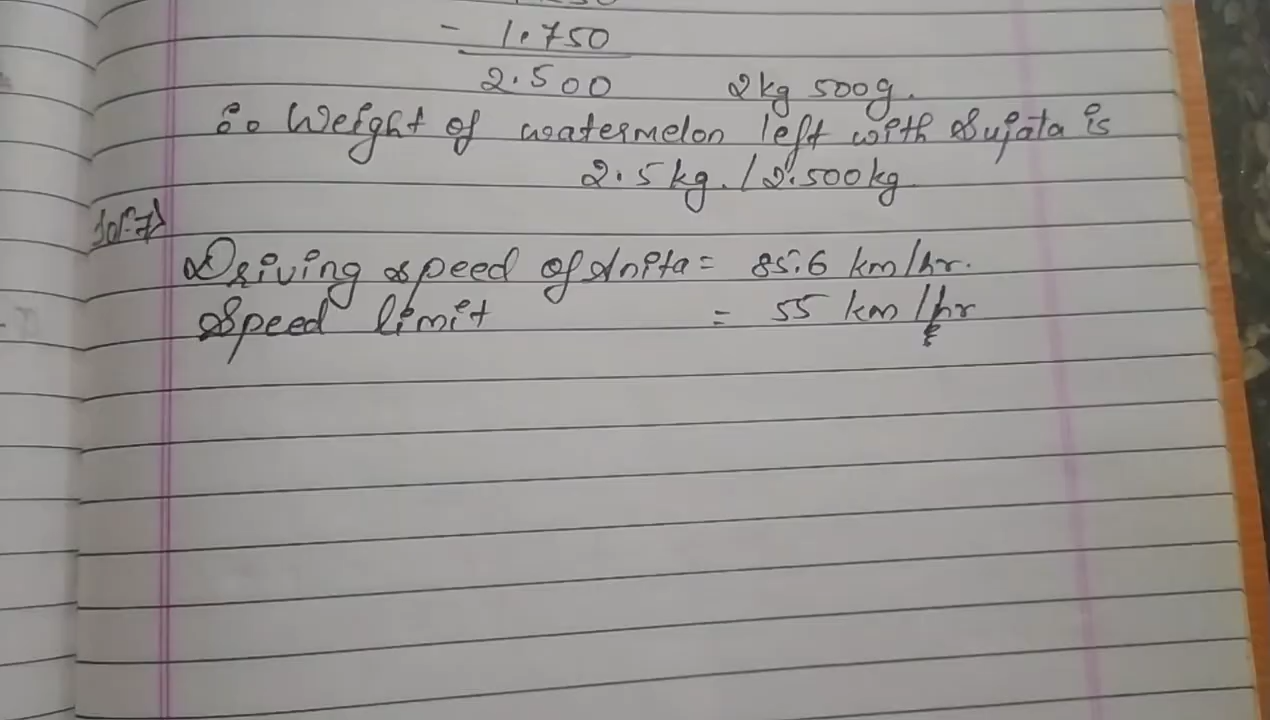 - 1.750
2.500 2kg 500g.
∴ Weight of watermelon left with Sujata is
2.5kg. / 2.500kg
Sol-7)
Driving speed of Anita = 85.6 km/hr.
Speed limit = 55 km/hr